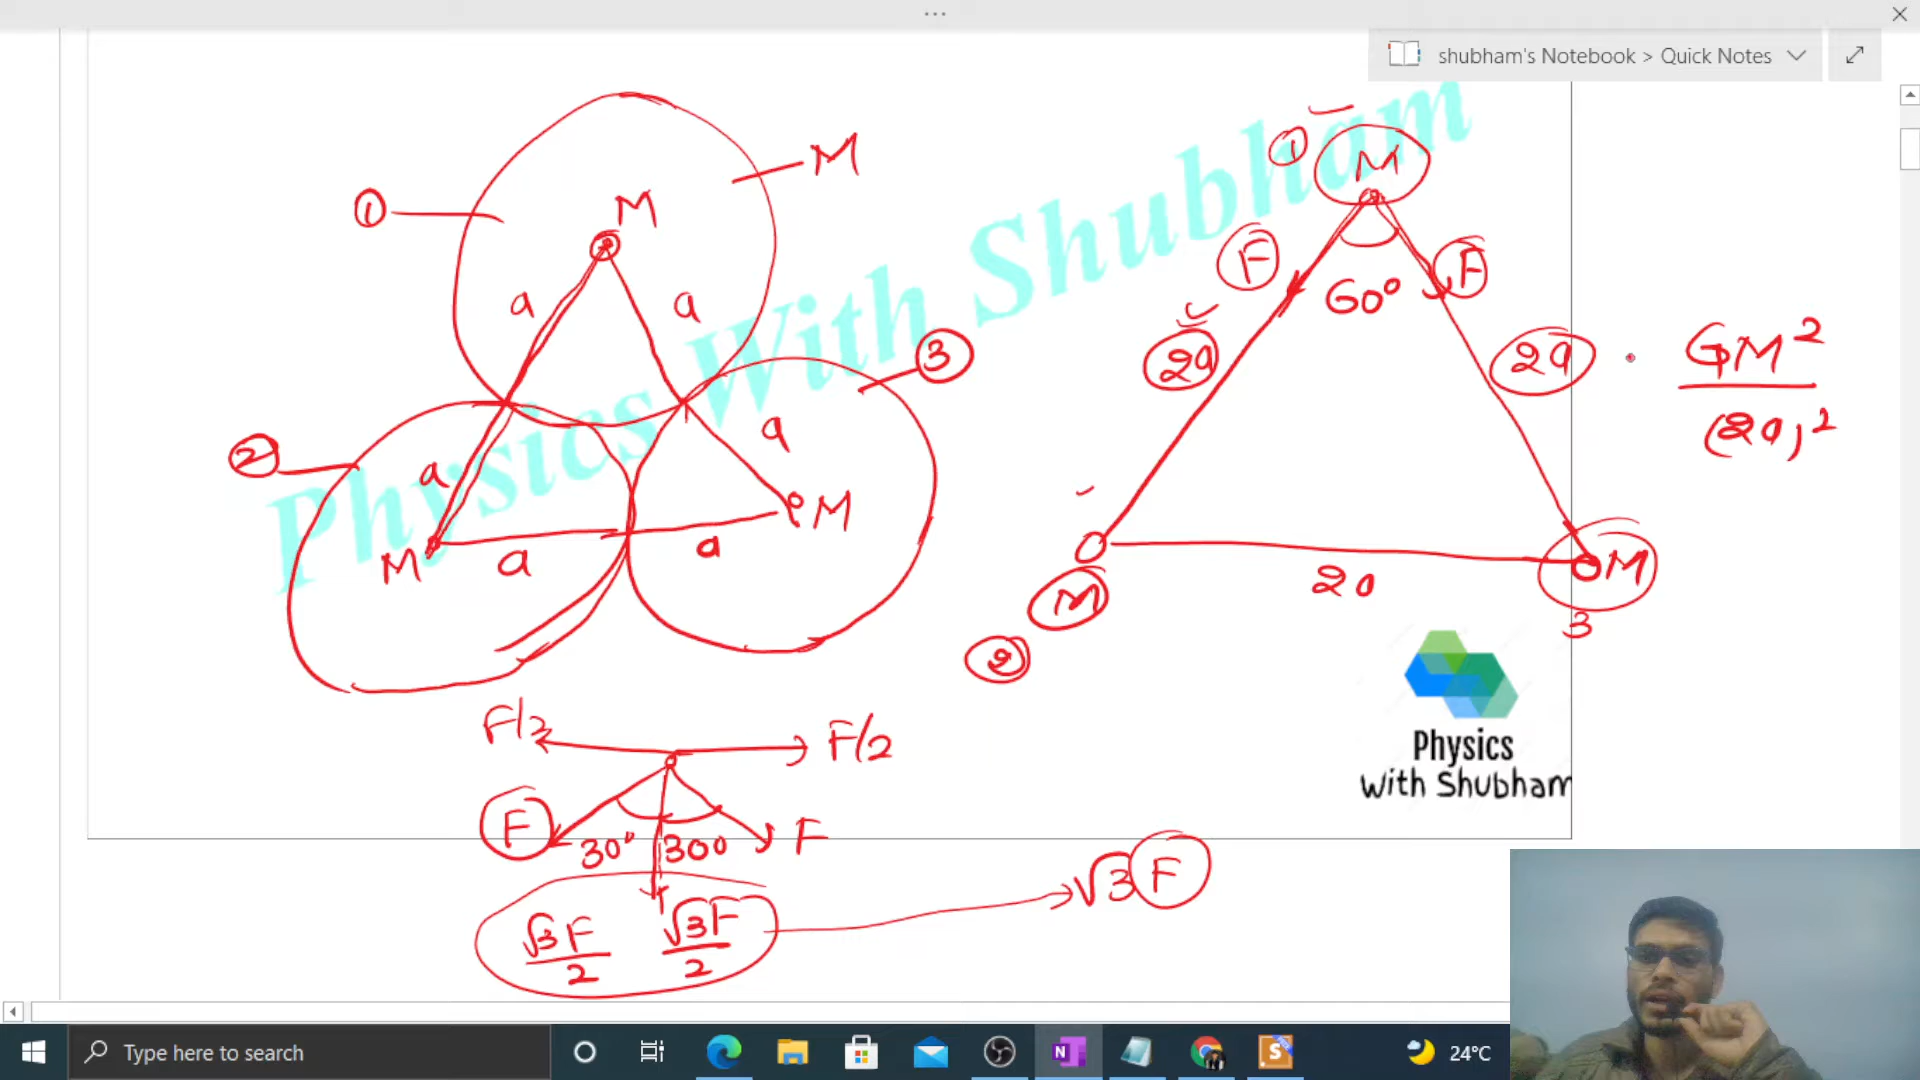 shubham's Notebook > Quick Notes
Physics With Shubham
①
M
M
a
a
②
③
a
a
M
a
a
M
①
M
F
F
60°
2a
2a
GM²
(2a)²
2a
M
②
M
3
F/2
F/2
F
30°
30°
F
√3F/2
√3F/2
√3 F
Physics
With Shubham
Type here to search
24°C